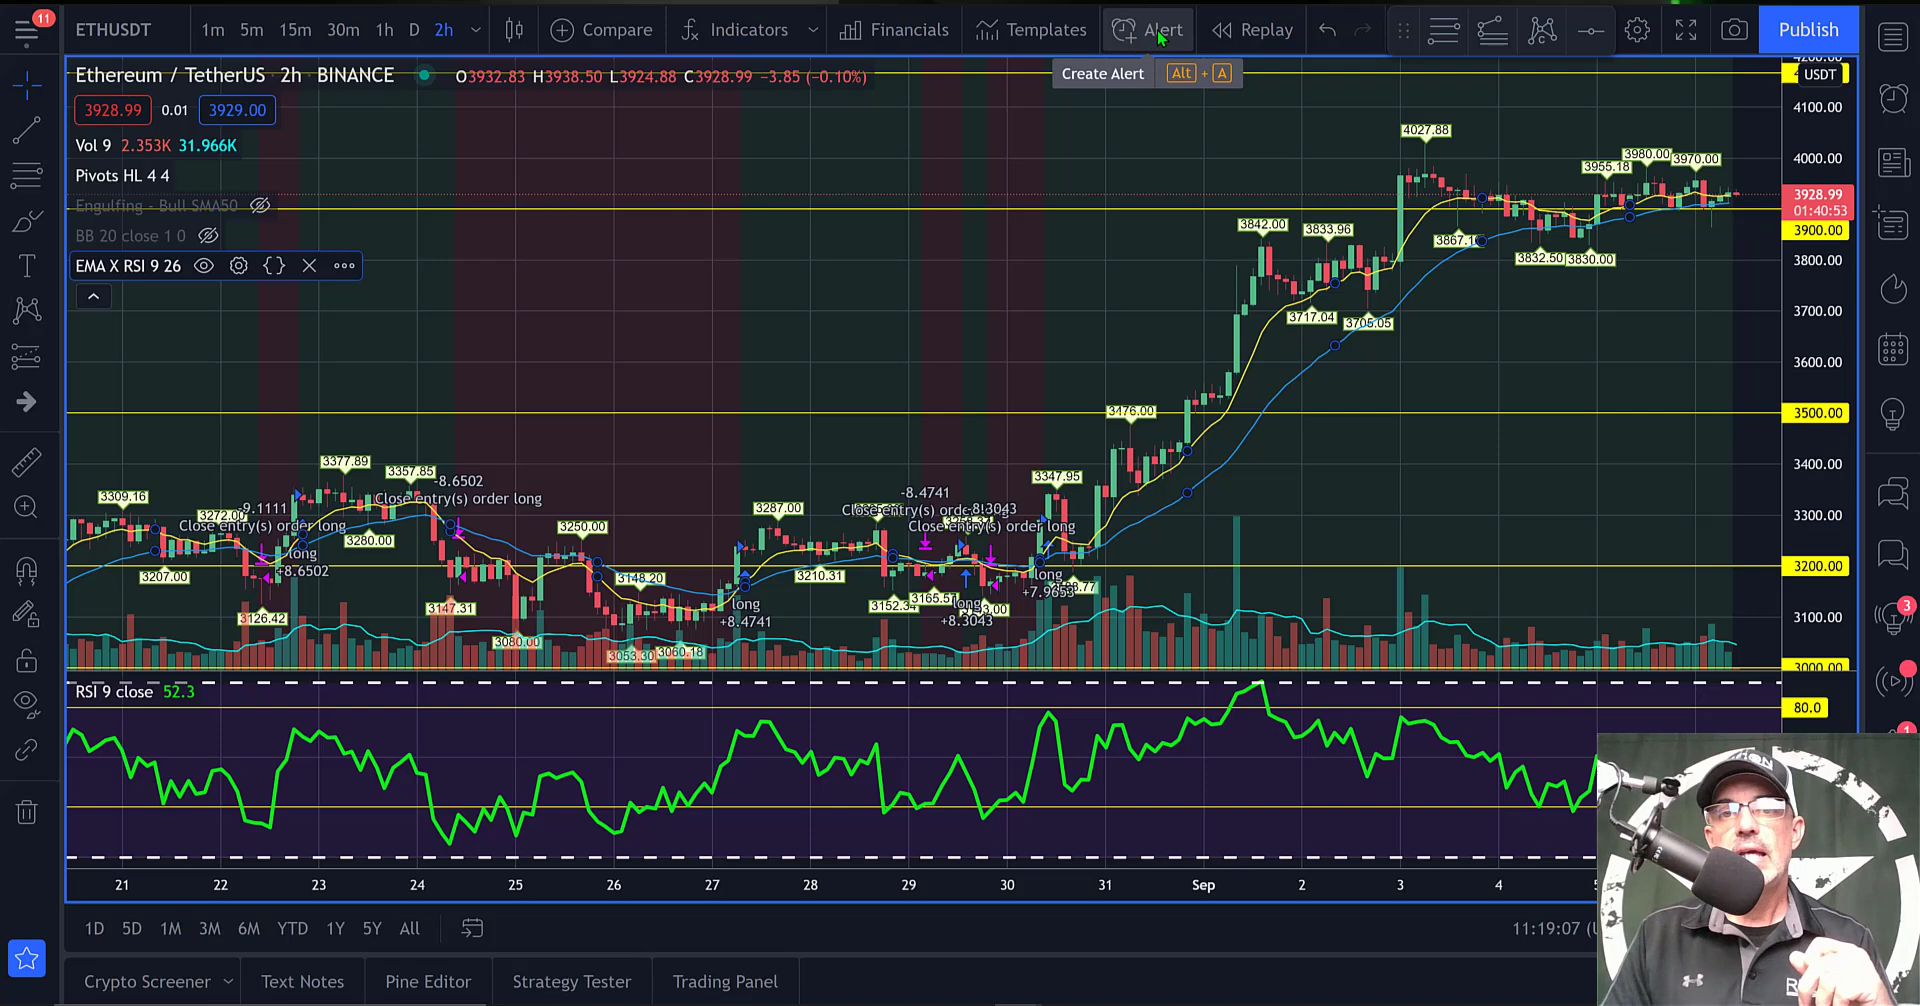 11
ETHUSDT
1m 5m 15m 30m 1h D 2h
Compare
Indicators
Financials
Templates
Alert
Replay
Publish
Create Alert Alt + A
Ethereum / TetherUS · 2h · BINANCE
O3932.83 H3938.50 L3924.88 C3928.99 −3.85 (−0.10%)
3928.99 0.01 3929.00
Vol 9 2.353K 31.966K
Pivots HL 4 4
Engulfing - Bull SMA50
BB 20 close 1 0
EMA X RSI 9 26
USDT
4100.00
4000.00
3928.99
01:40:53
3900.00
3800.00
3700.00
3600.00
3500.00
3400.00
3300.00
3200.00
3100.00
3000.00
4027.88
3955.18
3980.00
3970.00
3842.00
3833.96
3832.50
3830.00
3717.04
3705.05
3476.00
3377.89
3357.85
3347.95
3309.16
3272.00
-9.1111
Close entry(s) order long
-8.6502
Close entry(s) order long
-8.4741
-8.3043
Close entry(s) order long
3280.00
3250.00
3287.00
3207.00
long
+8.6502
3126.42
3147.31
3148.20
3080.00
3053.30
3060.18
long
+8.4741
3210.31
3152.34
3165.51
long
+8.3043
long
RSI 9 close 52.3
80.0
21 22 23 24 25 26 27 28 29 30 31 Sep 2 3 4
1D 5D 1M 3M 6M YTD 1Y 5Y All
11:19:07
Crypto Screener
Text Notes
Pine Editor
Strategy Tester
Trading Panel
3
1